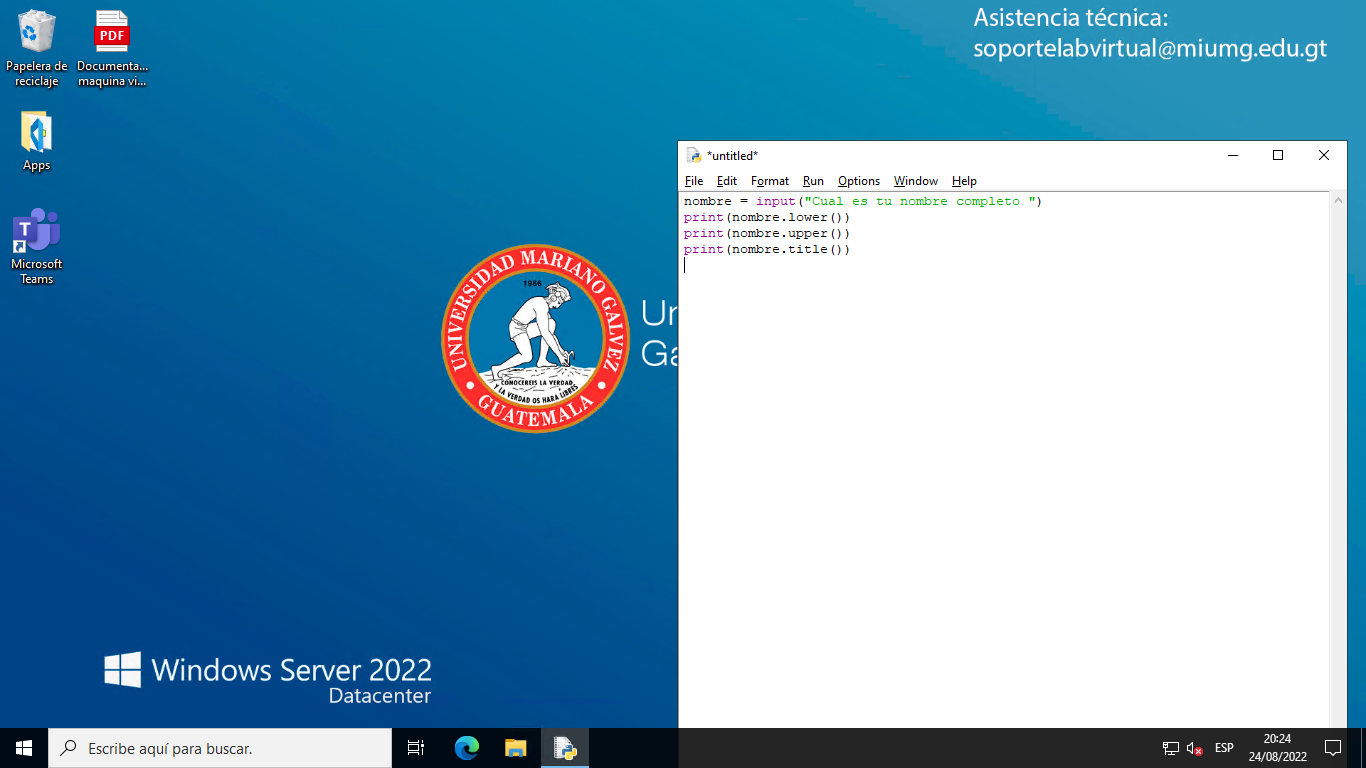 Asistencia técnica:
soportelabvirtual@miumg.edu.gt
Papelera de
reciclaje
PDF
Documenta...
maquina vi...
Apps
T
Microsoft
Teams
*untitled*
File Edit Format Run Options Window Help
nombre = input("Cual es tu nombre completo ")
print(nombre.lower())
print(nombre.upper())
print(nombre.title())
UNIVERSIDAD MARIANO GALVEZ
1966
CONOCEREIS LA VERDAD
Y LA VERDAD OS HARA LIBRES
GUATEMALA
Un
Ga
Windows Server 2022
Datacenter
Escribe aquí para buscar.
ESP
20:24
24/08/2022